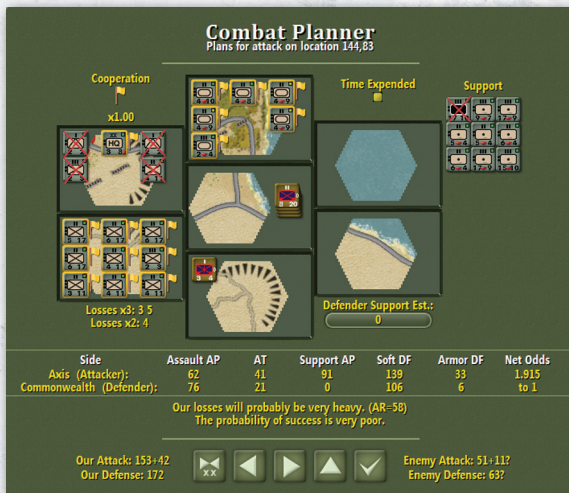 Combat Planner
Plans for attack on location 144,83
Cooperation
x1.00
Time Expended
Support
HQ
Losses x3: 3 5
Losses x2: 4
Defender Support Est.:
0
Side Assault AP AT Support AP Soft DF Armor DF Net Odds
Axis (Attacker): 62 41 91 139 33 1.915
Commonwealth (Defender): 76 21 0 106 6 to 1
Our losses will probably be very heavy. (AR=58)
The probability of success is very poor.
Our Attack: 153+42
Our Defense: 172
XX
Enemy Attack: 51+11?
Enemy Defense: 63?